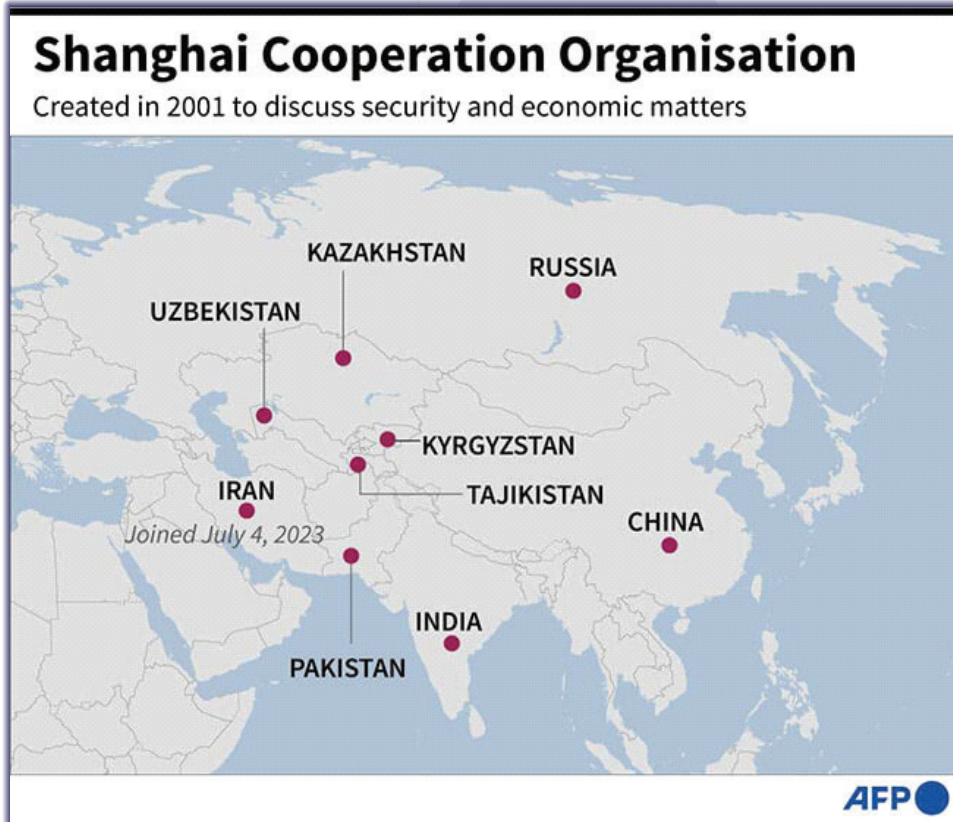 Shanghai Cooperation Organisation
Created in 2001 to discuss security and economic matters
KAZAKHSTAN
RUSSIA
UZBEKISTAN
KYRGYZSTAN
IRAN
TAJIKISTAN
Joined July 4, 2023
CHINA
INDIA
PAKISTAN
AFP